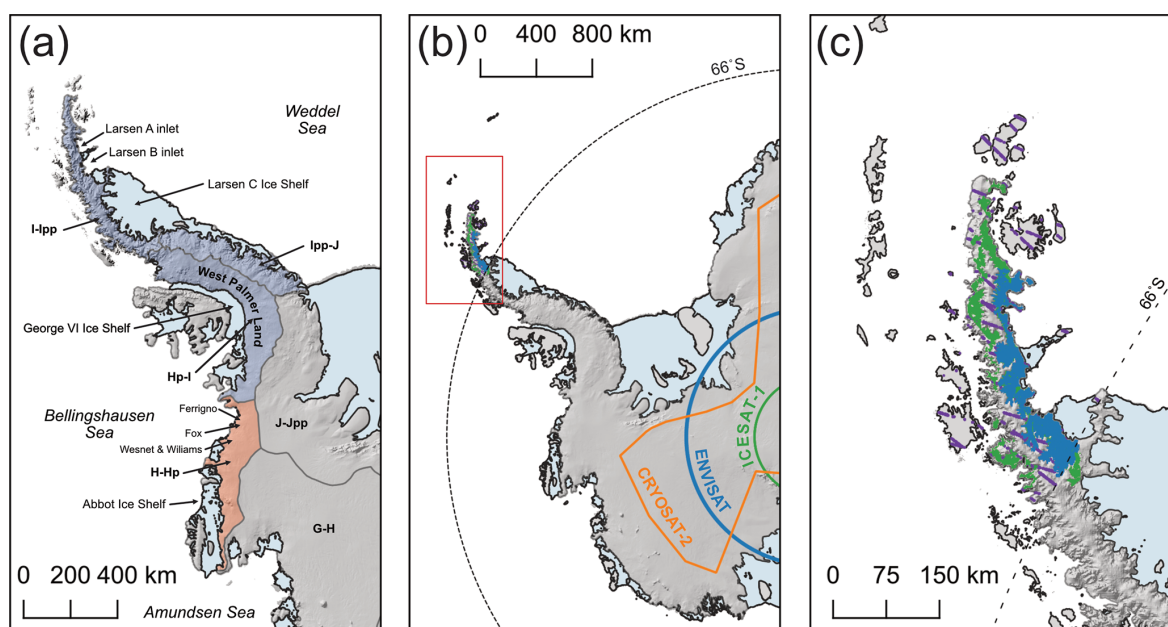 (a)
Weddel
Sea
Larsen A inlet
Larsen B inlet
Larsen C Ice Shelf
I-Ipp
Ipp-J
West Palmer Land
George VI Ice Shelf
Hp-I
Bellingshausen
Sea
Ferrigno
Fox
J-Jpp
Wesnet & Wiliams
H-Hp
Abbot Ice Shelf
G-H
0 200 400 km
Amundsen Sea
(b)
0 400 800 km
66°S
ICESAT-1
ENVISAT
CRYOSAT-2
(c)
66°S
0 75 150 km